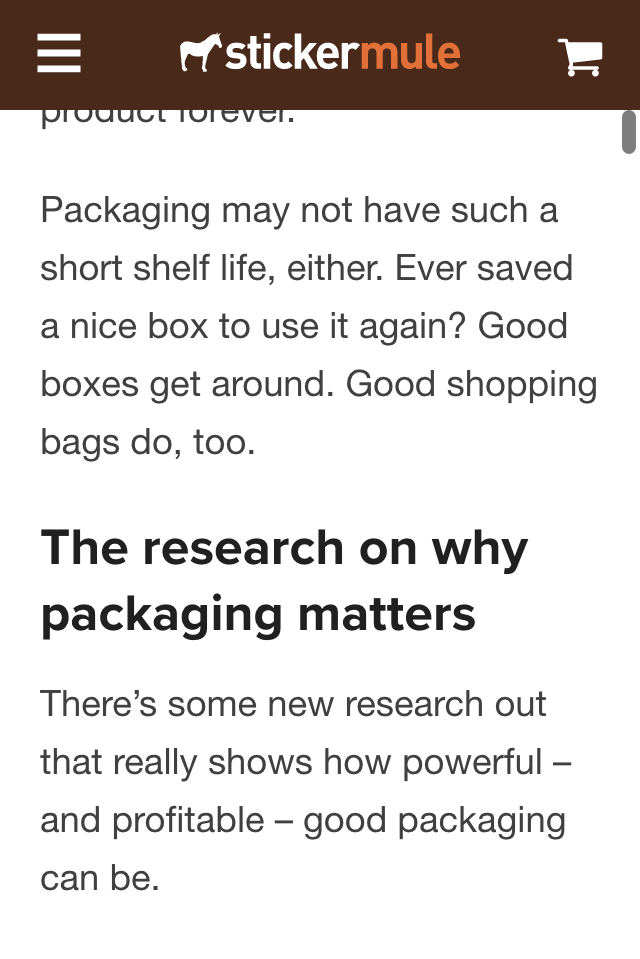 stickermule
product forever.
Packaging may not have such a
short shelf life, either. Ever saved
a nice box to use it again? Good
boxes get around. Good shopping
bags do, too.
The research on why
packaging matters
There’s some new research out
that really shows how powerful –
and profitable – good packaging
can be.